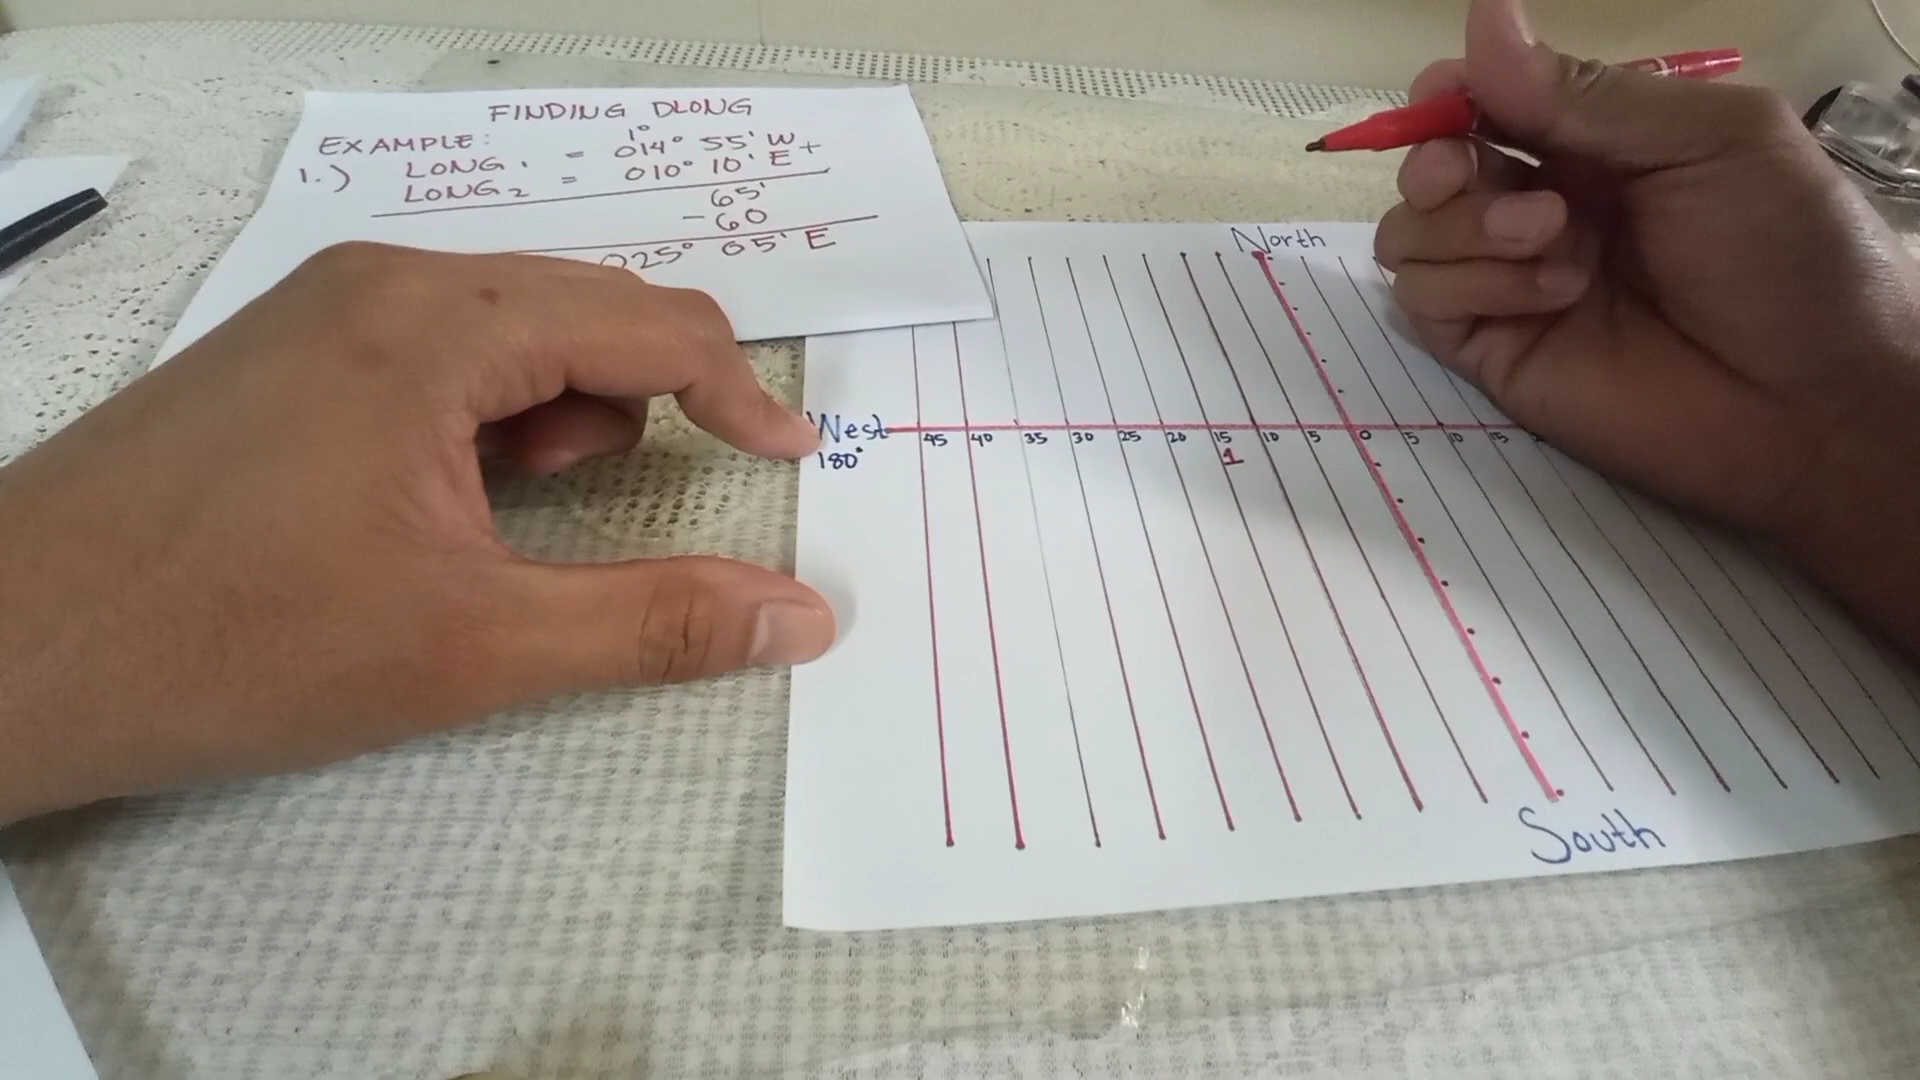 FINDING DLONG
EXAMPLE:
1°
1.) LONG₁ = 014° 55' W +
LONG₂ = 010° 10' E
65'
- 60
025° 05' E
North
West
180°
45 40 35 30 25 20 15 10 5 0 5 10 15
1
South